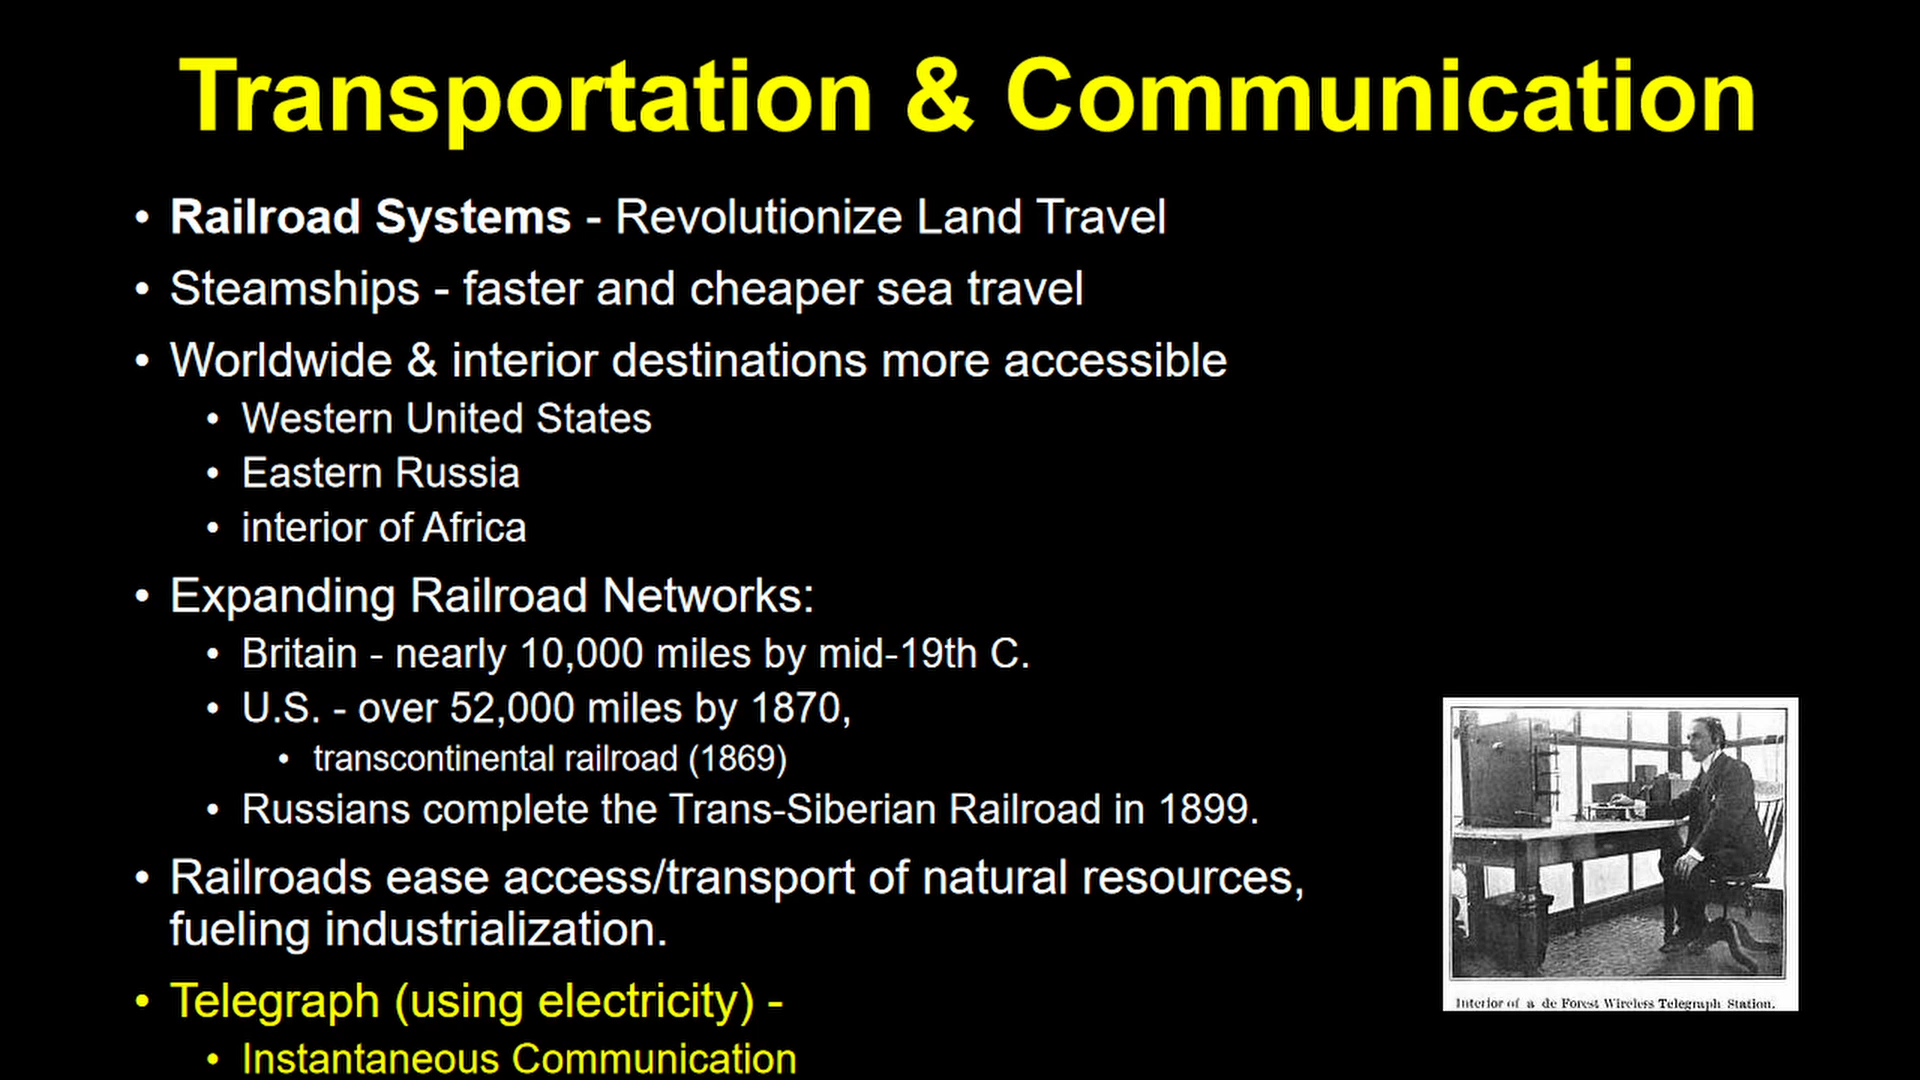 Transportation & Communication
• Railroad Systems - Revolutionize Land Travel
• Steamships - faster and cheaper sea travel
• Worldwide & interior destinations more accessible
• Western United States
• Eastern Russia
• interior of Africa
• Expanding Railroad Networks:
• Britain - nearly 10,000 miles by mid-19th C.
• U.S. - over 52,000 miles by 1870,
• transcontinental railroad (1869)
• Russians complete the Trans-Siberian Railroad in 1899.
• Railroads ease access/transport of natural resources,
fueling industrialization.
• Telegraph (using electricity) -
• Instantaneous Communication
Interior of a de Forest Wireless Telegraph Station.